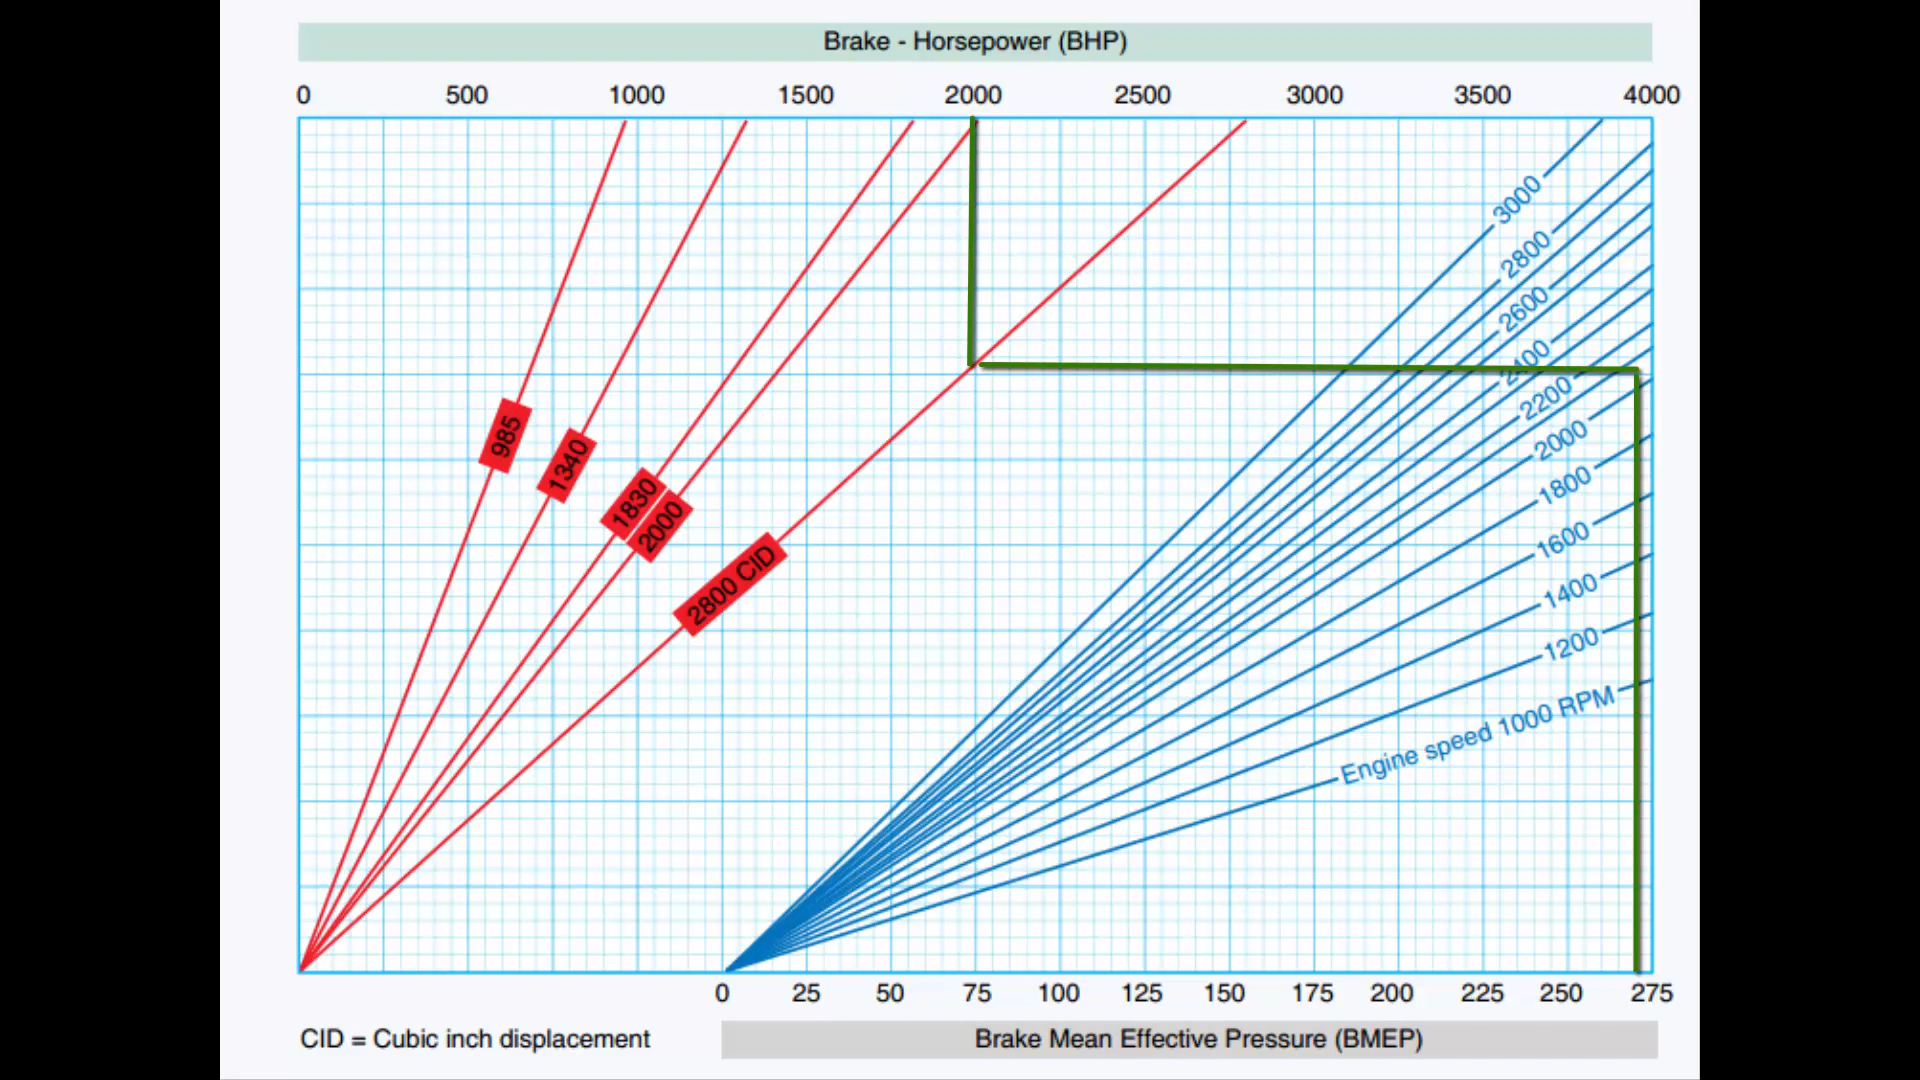 Brake - Horsepower (BHP)
0 500 1000 1500 2000 2500 3000 3500 4000
3000
2800
2600
2400
2200
2000
1800
1600
1400
1200
Engine speed 1000 RPM
985
1340
1830
2000
2800 CID
0 25 50 75 100 125 150 175 200 225 250 275
CID = Cubic inch displacement
Brake Mean Effective Pressure (BMEP)